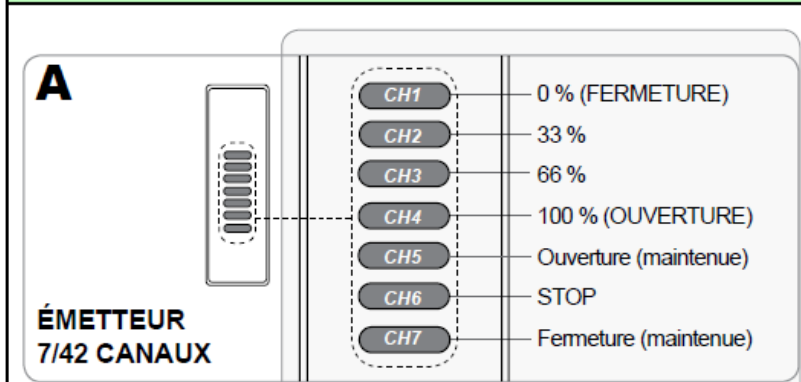 A
CH1 0 % (FERMETURE)
CH2 33 %
CH3 66 %
CH4 100 % (OUVERTURE)
CH5 Ouverture (maintenue)
CH6 STOP
CH7 Fermeture (maintenue)
ÉMETTEUR
7/42 CANAUX